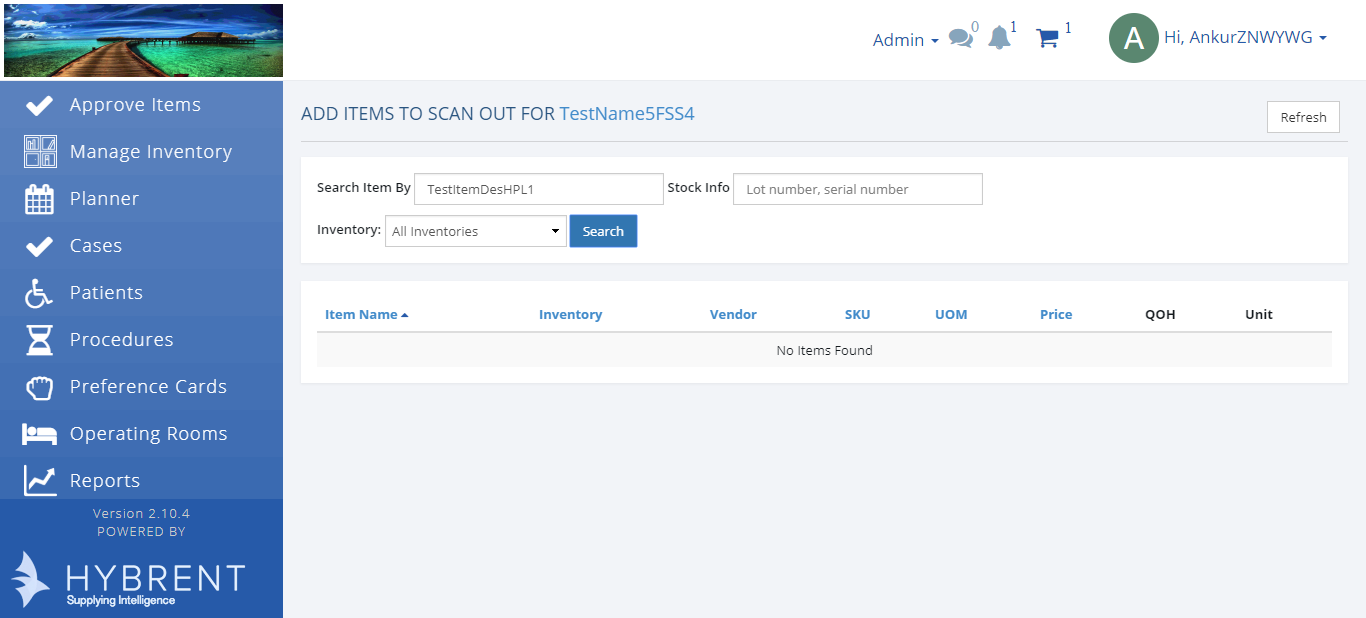 Admin 0 1 1 A Hi, AnkurZNWYWG
Approve Items
Manage Inventory
Planner
Cases
Patients
Procedures
Preference Cards
Operating Rooms
Reports
Version 2.10.4
POWERED BY
HYBRENT
Supplying Intelligence
ADD ITEMS TO SCAN OUT FOR TestName5FSS4
Refresh
Search Item By TestItemDesHPL1 Stock Info Lot number, serial number
Inventory: All Inventories Search
Item Name Inventory Vendor SKU UOM Price QOH Unit
No Items Found